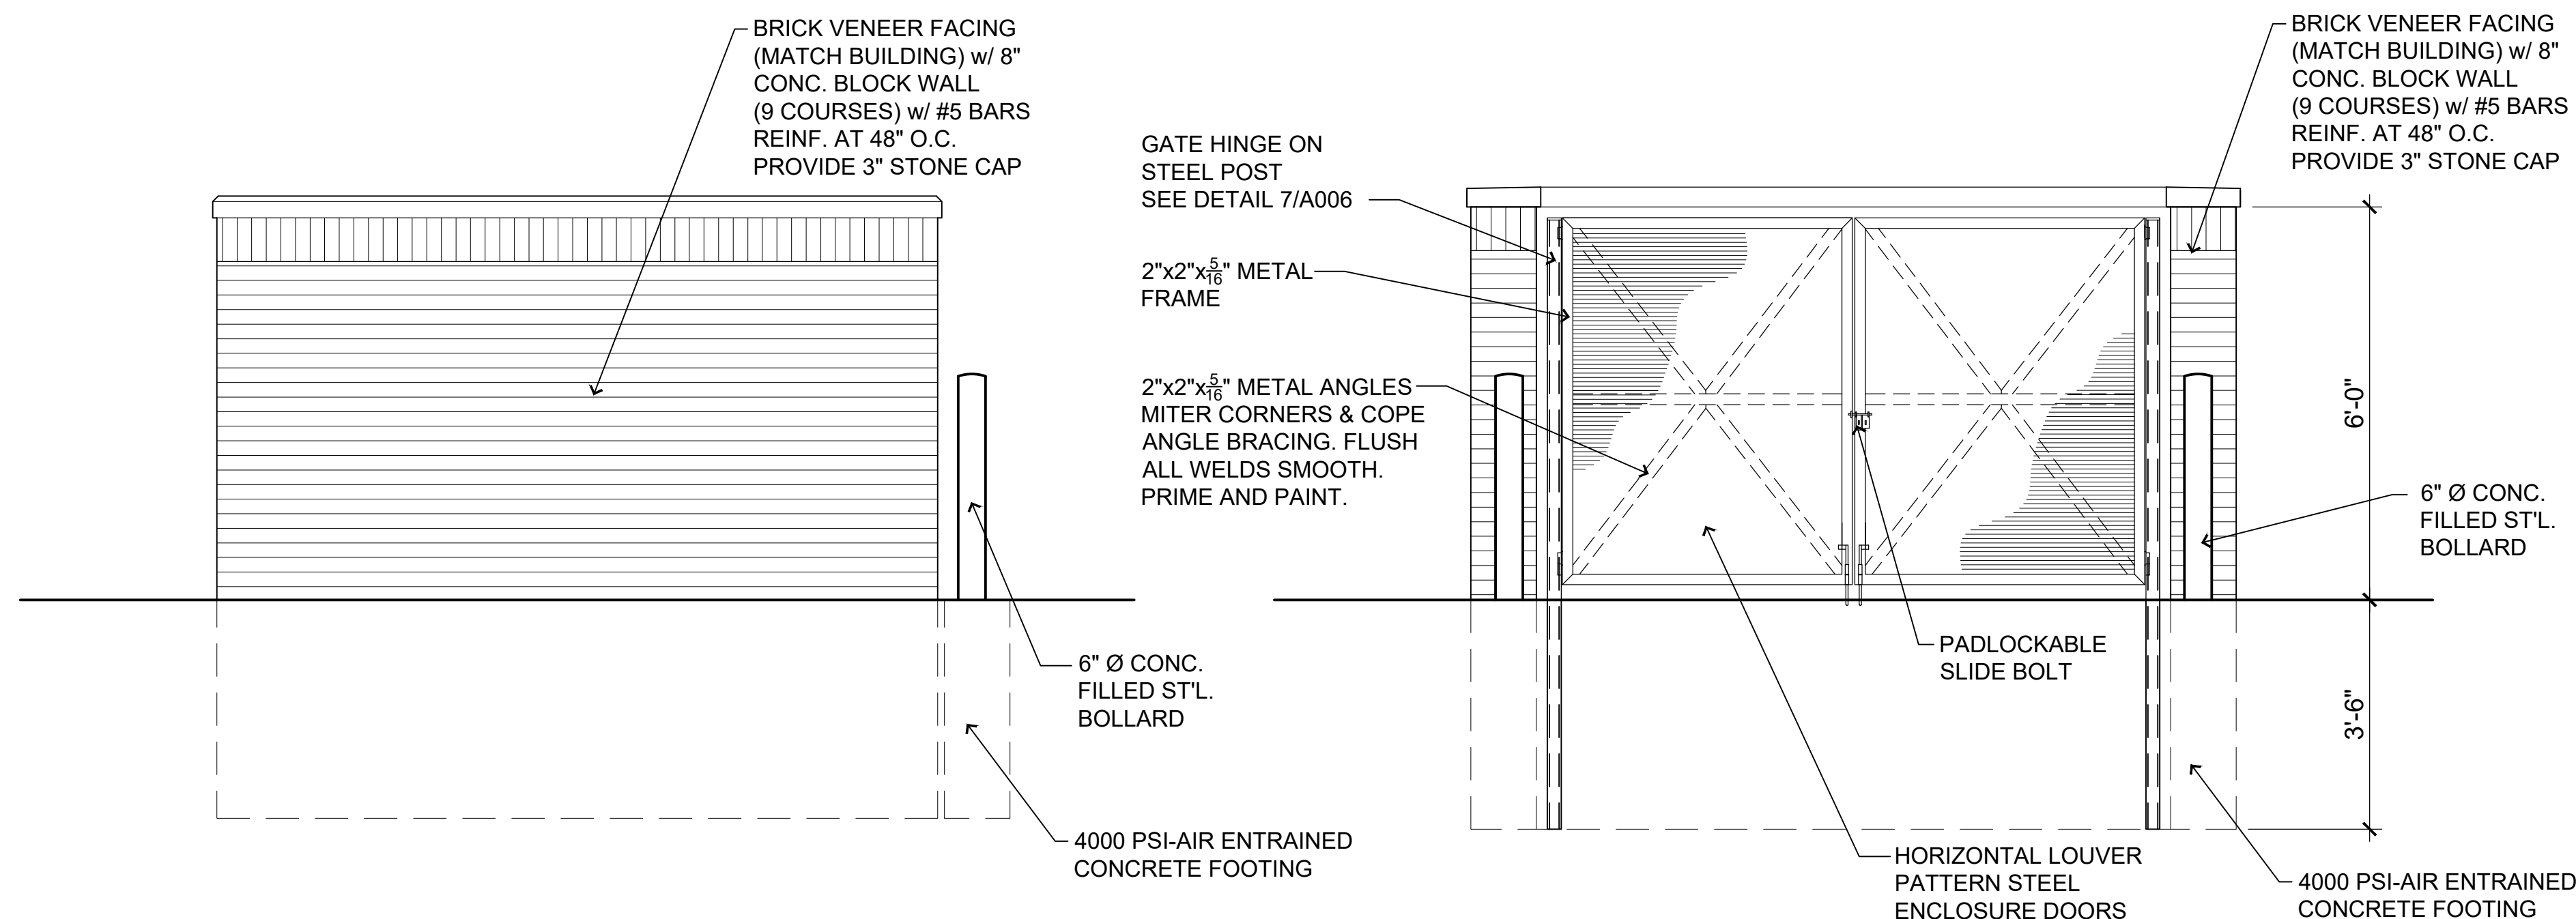 BRICK VENEER FACING
(MATCH BUILDING) w/ 8"
CONC. BLOCK WALL
(9 COURSES) w/ #5 BARS
REINF. AT 48" O.C.
PROVIDE 3" STONE CAP
6" Ø CONC.
FILLED ST'L.
BOLLARD
4000 PSI-AIR ENTRAINED
CONCRETE FOOTING
GATE HINGE ON
STEEL POST
SEE DETAIL 7/A006
2"x2"x5/16" METAL
FRAME
2"x2"x5/16" METAL ANGLES
MITER CORNERS & COPE
ANGLE BRACING. FLUSH
ALL WELDS SMOOTH.
PRIME AND PAINT.
BRICK VENEER FACING
(MATCH BUILDING) w/ 8"
CONC. BLOCK WALL
(9 COURSES) w/ #5 BARS
REINF. AT 48" O.C.
PROVIDE 3" STONE CAP
6'-0"
6" Ø CONC.
FILLED ST'L.
BOLLARD
PADLOCKABLE
SLIDE BOLT
3'-6"
HORIZONTAL LOUVER
PATTERN STEEL
ENCLOSURE DOORS
4000 PSI-AIR ENTRAINED
CONCRETE FOOTING